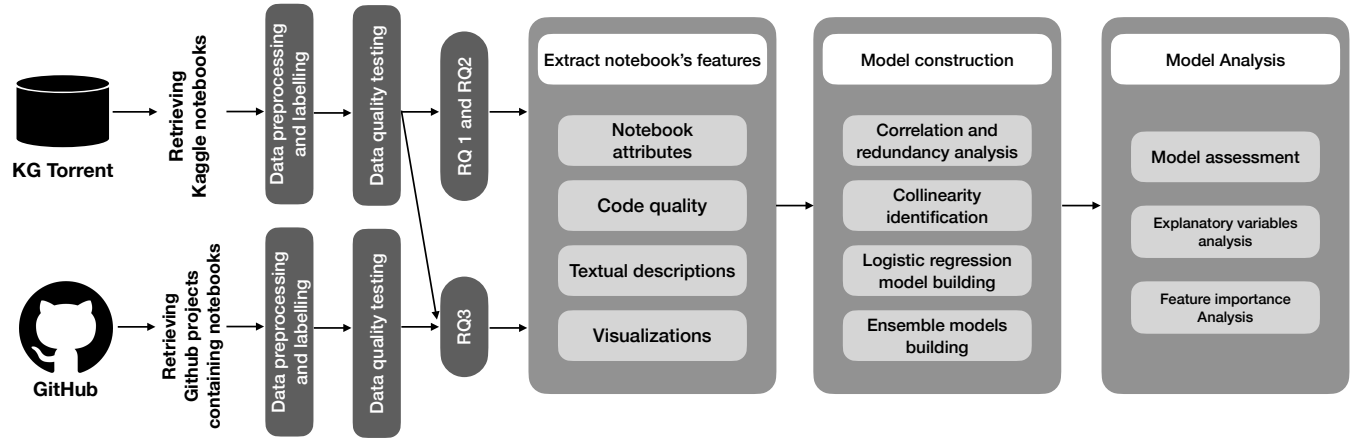 KG Torrent
Retrieving
Kaggle notebooks
Data preprocessing
and labelling
Data quality testing
RQ 1 and RQ2
GitHub
Retrieving
Github projects
containing notebooks
Data preprocessing
and labelling
Data quality testing
RQ3
Extract notebook's features
Notebook
attributes
Code quality
Textual descriptions
Visualizations
Model construction
Correlation and
redundancy analysis
Collinearity
identification
Logistic regression
model building
Ensemble models
building
Model Analysis
Model assessment
Explanatory variables
analysis
Feature importance
Analysis